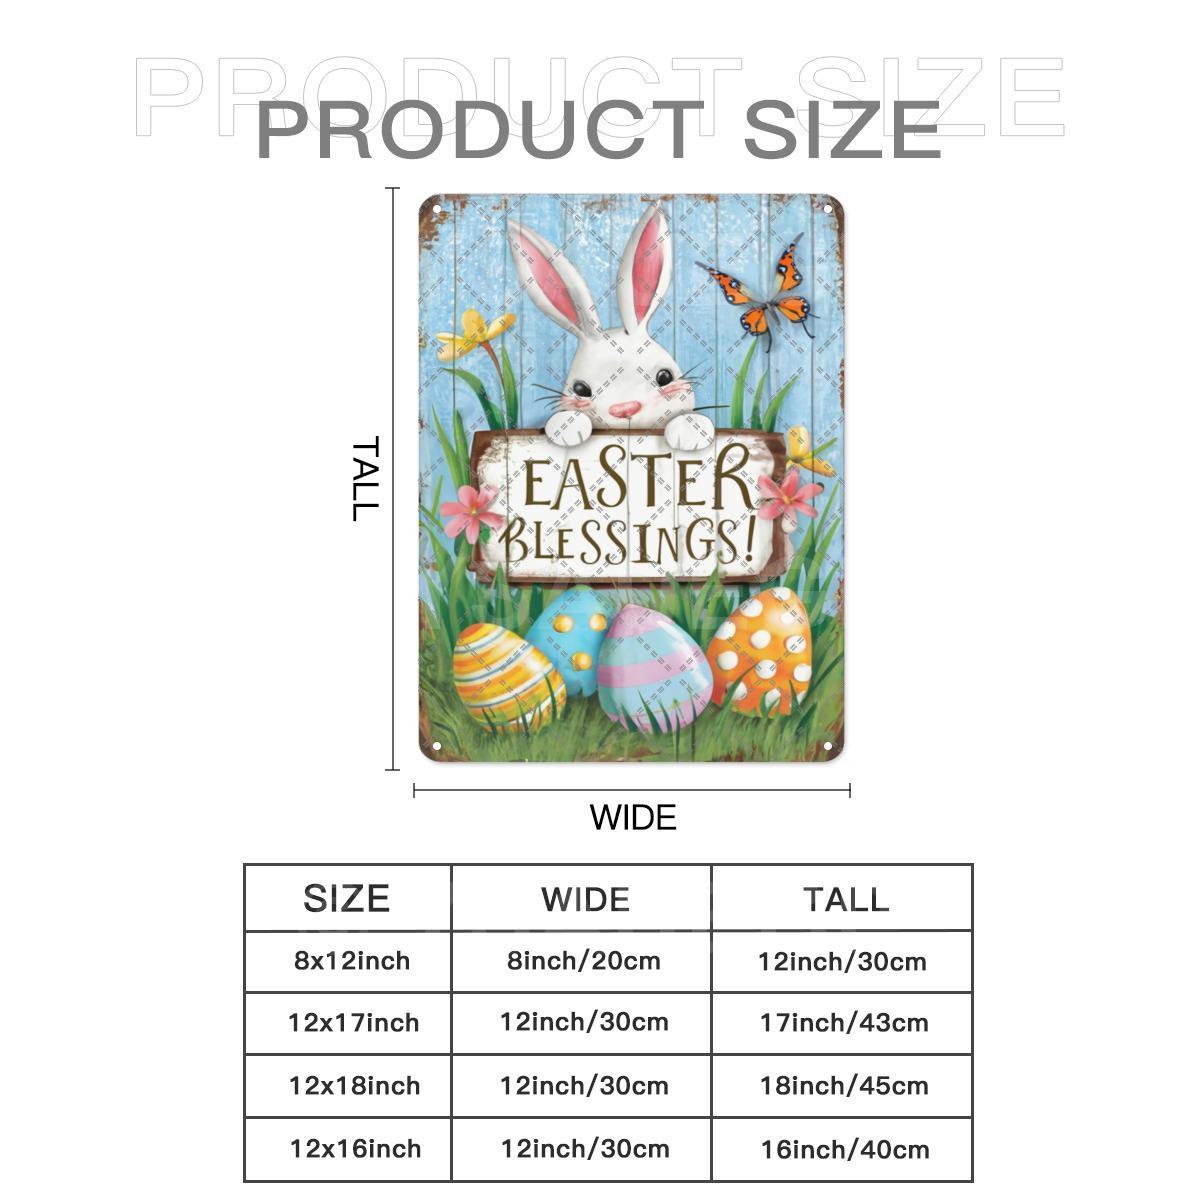 PRODUCT SIZE
PRODUCT SIZE
TALL
EASTER
BLESSINGS!
WIDE
SIZE WIDE TALL
8x12inch 8inch/20cm 12inch/30cm
12x17inch 12inch/30cm 17inch/43cm
12x18inch 12inch/30cm 18inch/45cm
12x16inch 12inch/30cm 16inch/40cm